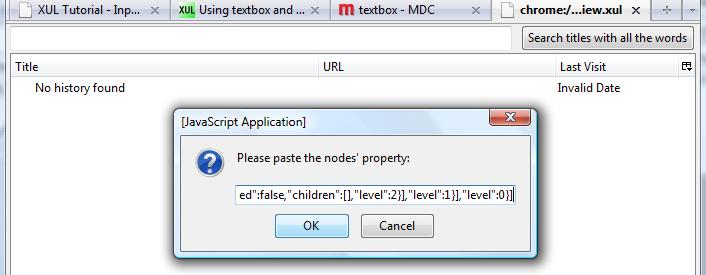 XUL Tutorial - Inp... XUL Using textbox and ... m textbox - MDC chrome:/...iew.xul
Search titles with all the words
Title URL Last Visit
No history found Invalid Date
[JavaScript Application]
Please paste the nodes' property:
ed":false,"children":[],"level":2}],"level":1}],"level":0}]
OK Cancel